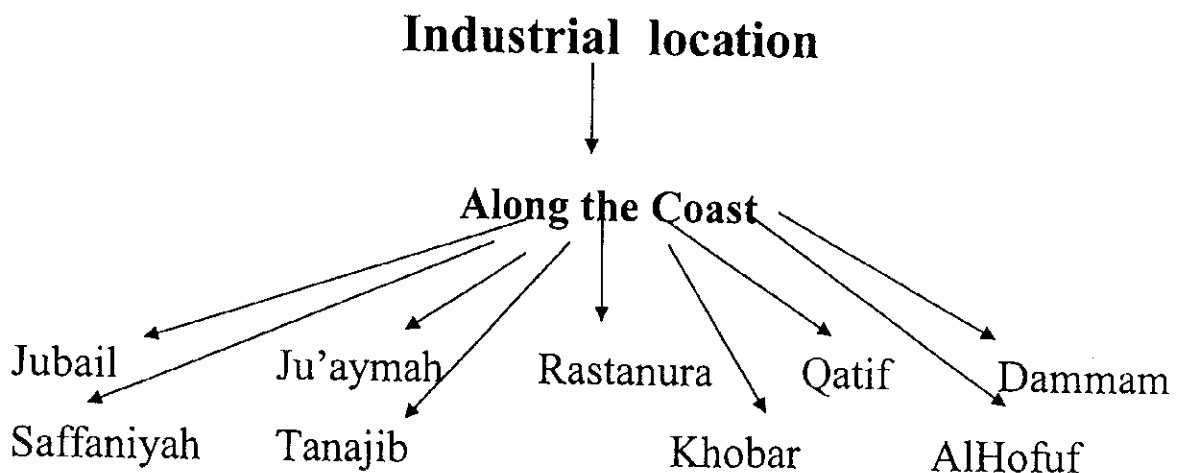 Industrial location
Along the Coast
Jubail Ju'aymah Rastanura Qatif Dammam
Saffaniyah Tanajib Khobar AlHofuf